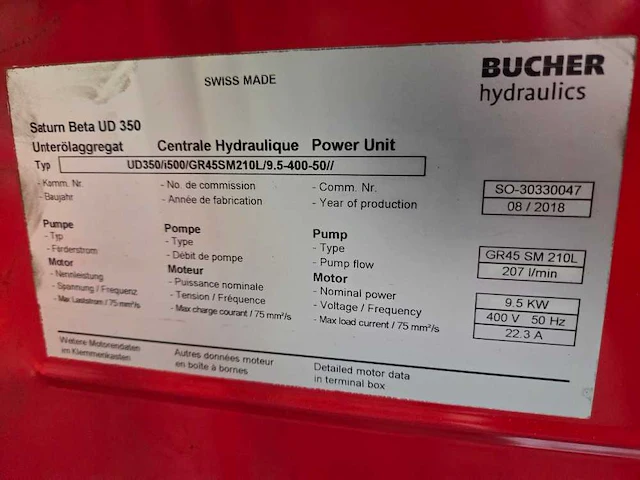 SWISS MADE
BUCHER
hydraulics
Saturn Beta UD 350
Unterölaggregat Centrale Hydraulique Power Unit
Typ UD350/i500/GR45SM210L/9.5-400-50//
- Komm. Nr. - No. de commission - Comm. Nr. SO-30330047
- Baujahr - Année de fabrication - Year of production 08 / 2018
Pumpe Pompe Pump
- Typ - Type - Type GR45 SM 210L
- Förderstrom - Débit de pompe - Pump flow 207 l/min
Motor Moteur Motor
- Nennleistung - Puissance nominale - Nominal power 9.5 KW
- Spannung / Frequenz - Tension / Fréquence - Voltage / Frequency 400 V 50 Hz
- Max Laststrom / 75 mm²/s - Max charge courant / 75 mm²/s - Max load current / 75 mm²/s 22.3 A
Weitere Motorendaten Autres données moteur Detailed motor data
im Klemmenkasten en boîte à bornes in terminal box